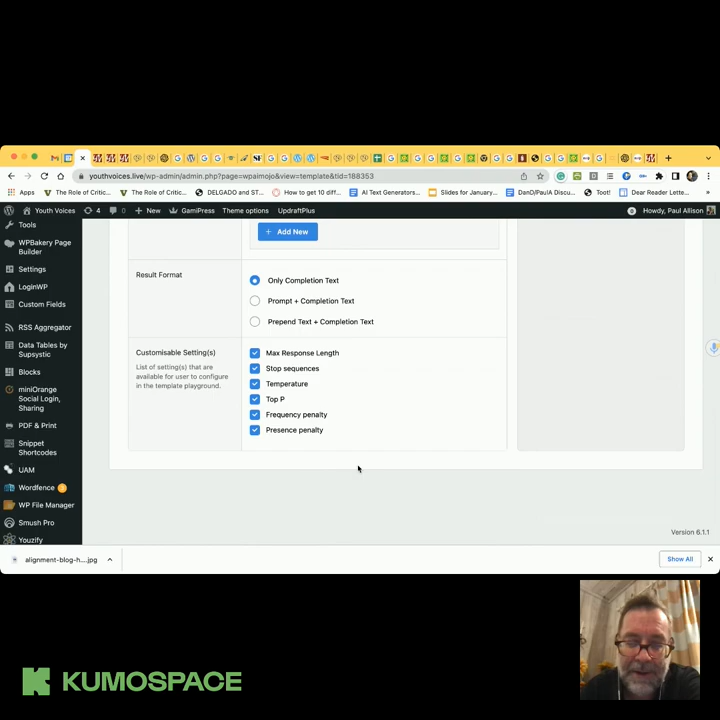 youthvoices.live/wp-admin/admin.php?page=wpaimojo&view=template&tid=188353
Apps
The Role of Critic...
The Role of Critic...
DELGADO and ST...
How to get 10 diff...
AI Text Generators...
Slides for January...
DanD/PaulA Discu...
Toot!
Dear Reader Letter...
Youth Voices
4
0
New
GamiPress
Theme options
UpdraftPlus
Howdy, Paul Allison
Tools
WPBakery Page
Builder
Settings
LoginWP
Custom Fields
RSS Aggregator
Data Tables by
Supsystic
Blocks
miniOrange
Social Login,
Sharing
PDF & Print
Snippet
Shortcodes
UAM
Wordfence
WP File Manager
Smush Pro
Youzify
+ Add New
Result Format
Only Completion Text
Prompt + Completion Text
Prepend Text + Completion Text
Customisable Setting(s)
List of setting(s) that are
available for user to configure
in the template playground.
Max Response Length
Stop sequences
Temperature
Top P
Frequency penalty
Presence penalty
Version 6.1.1
alignment-blog-h....jpg
Show All
KUMOSPACE